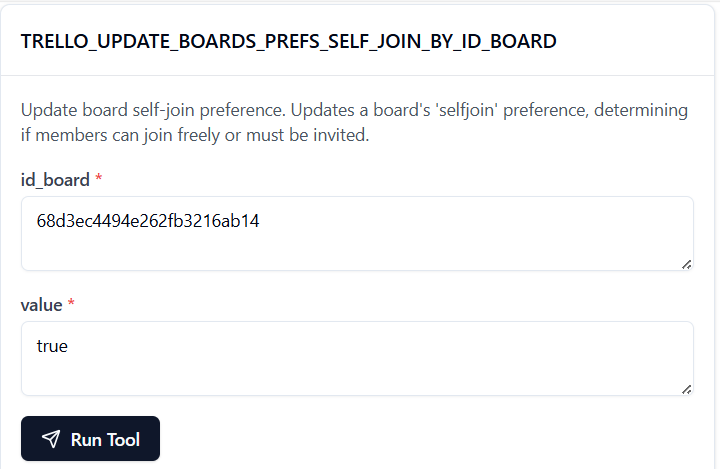 TRELLO_UPDATE_BOARDS_PREFS_SELF_JOIN_BY_ID_BOARD
Update board self-join preference. Updates a board's 'selfjoin' preference, determining
if members can join freely or must be invited.
id_board *
68d3ec4494e262fb3216ab14
value *
true
Run Tool